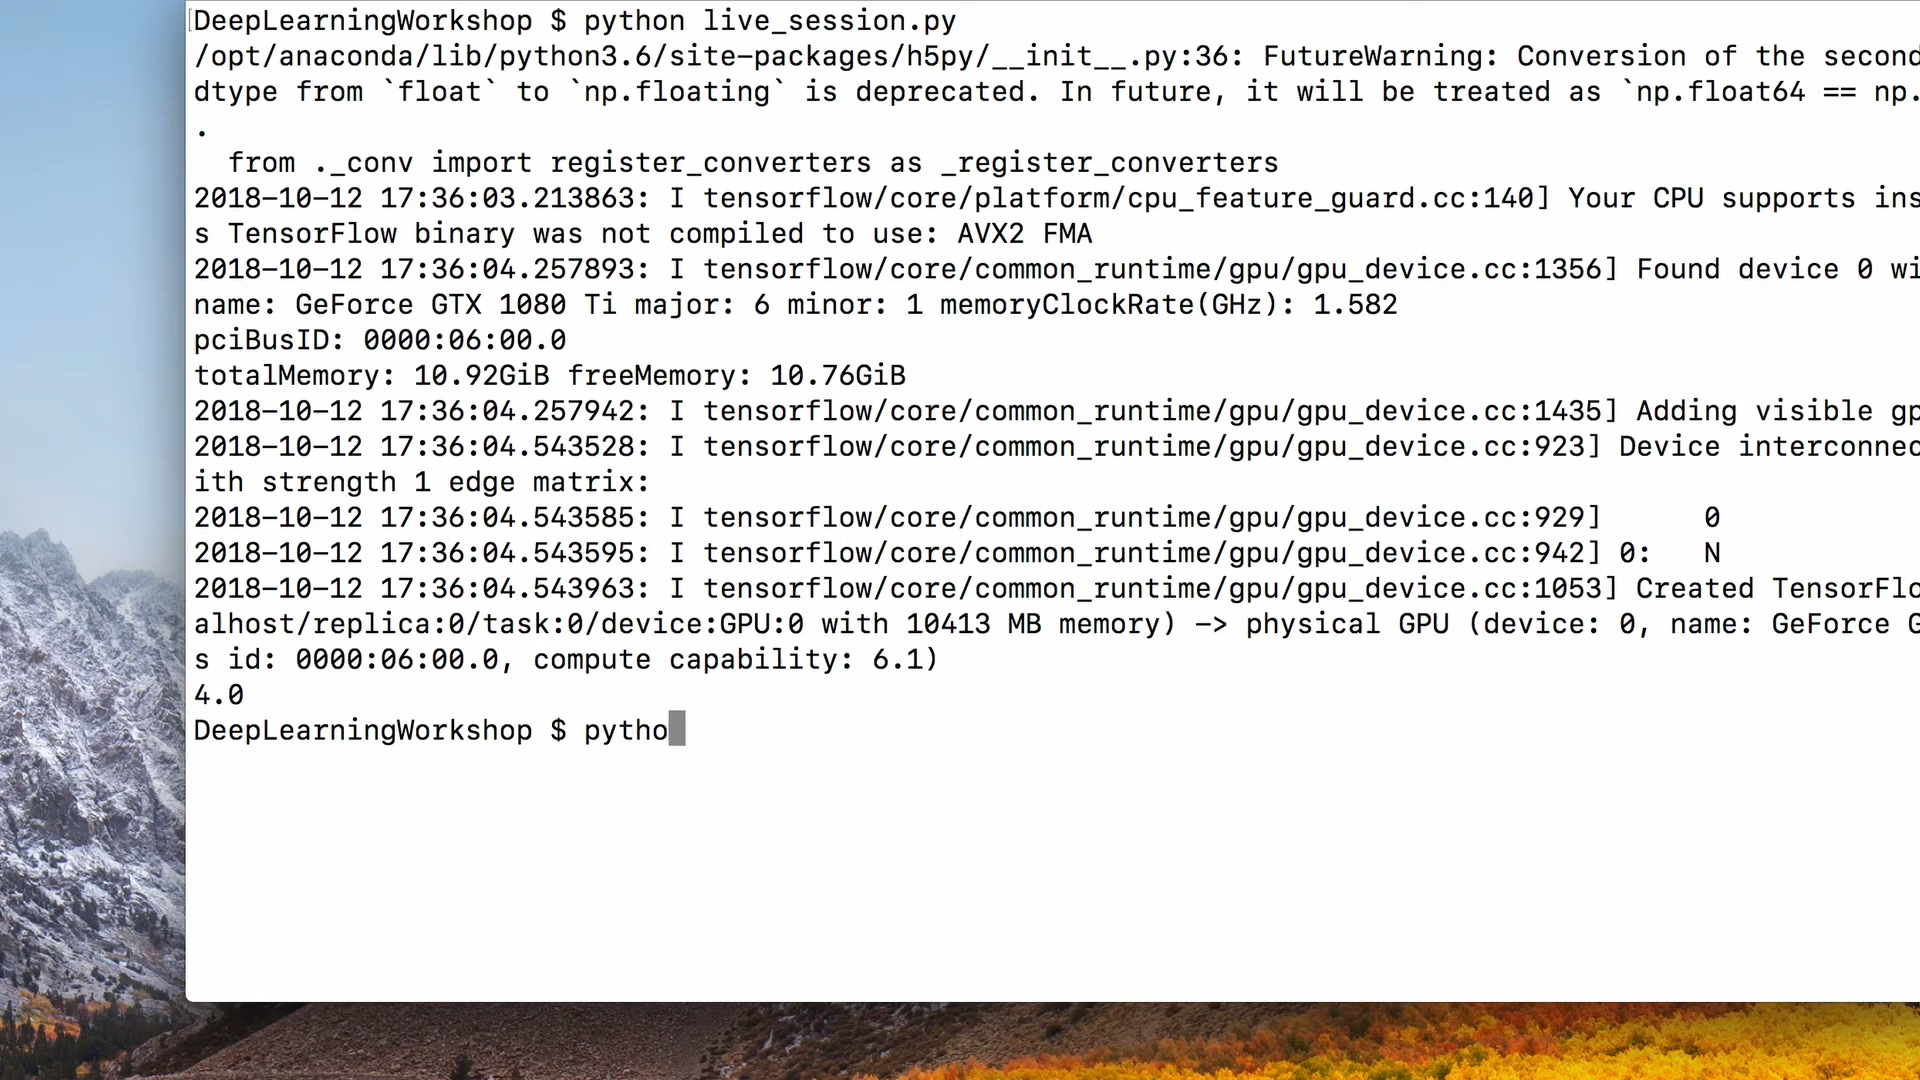 DeepLearningWorkshop $ python live_session.py
/opt/anaconda/lib/python3.6/site-packages/h5py/__init__.py:36: FutureWarning: Conversion of the second
dtype from `float` to `np.floating` is deprecated. In future, it will be treated as `np.float64 == np.
.
  from ._conv import register_converters as _register_converters
2018-10-12 17:36:03.213863: I tensorflow/core/platform/cpu_feature_guard.cc:140] Your CPU supports ins
s TensorFlow binary was not compiled to use: AVX2 FMA
2018-10-12 17:36:04.257893: I tensorflow/core/common_runtime/gpu/gpu_device.cc:1356] Found device 0 wi
name: GeForce GTX 1080 Ti major: 6 minor: 1 memoryClockRate(GHz): 1.582
pciBusID: 0000:06:00.0
totalMemory: 10.92GiB freeMemory: 10.76GiB
2018-10-12 17:36:04.257942: I tensorflow/core/common_runtime/gpu/gpu_device.cc:1435] Adding visible gp
2018-10-12 17:36:04.543528: I tensorflow/core/common_runtime/gpu/gpu_device.cc:923] Device interconnec
ith strength 1 edge matrix:
2018-10-12 17:36:04.543585: I tensorflow/core/common_runtime/gpu/gpu_device.cc:929]      0
2018-10-12 17:36:04.543595: I tensorflow/core/common_runtime/gpu/gpu_device.cc:942] 0:   N
2018-10-12 17:36:04.543963: I tensorflow/core/common_runtime/gpu/gpu_device.cc:1053] Created TensorFlo
alhost/replica:0/task:0/device:GPU:0 with 10413 MB memory) -> physical GPU (device: 0, name: GeForce G
s id: 0000:06:00.0, compute capability: 6.1)
4.0
DeepLearningWorkshop $ pytho